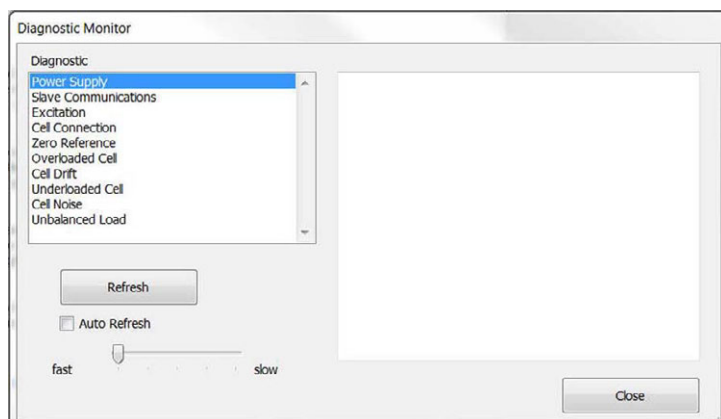 Diagnostic Monitor
Diagnostic
Power Supply
Slave Communications
Excitation
Cell Connection
Zero Reference
Overloaded Cell
Cell Drift
Underloaded Cell
Cell Noise
Unbalanced Load
Refresh
Auto Refresh
fast slow
Close